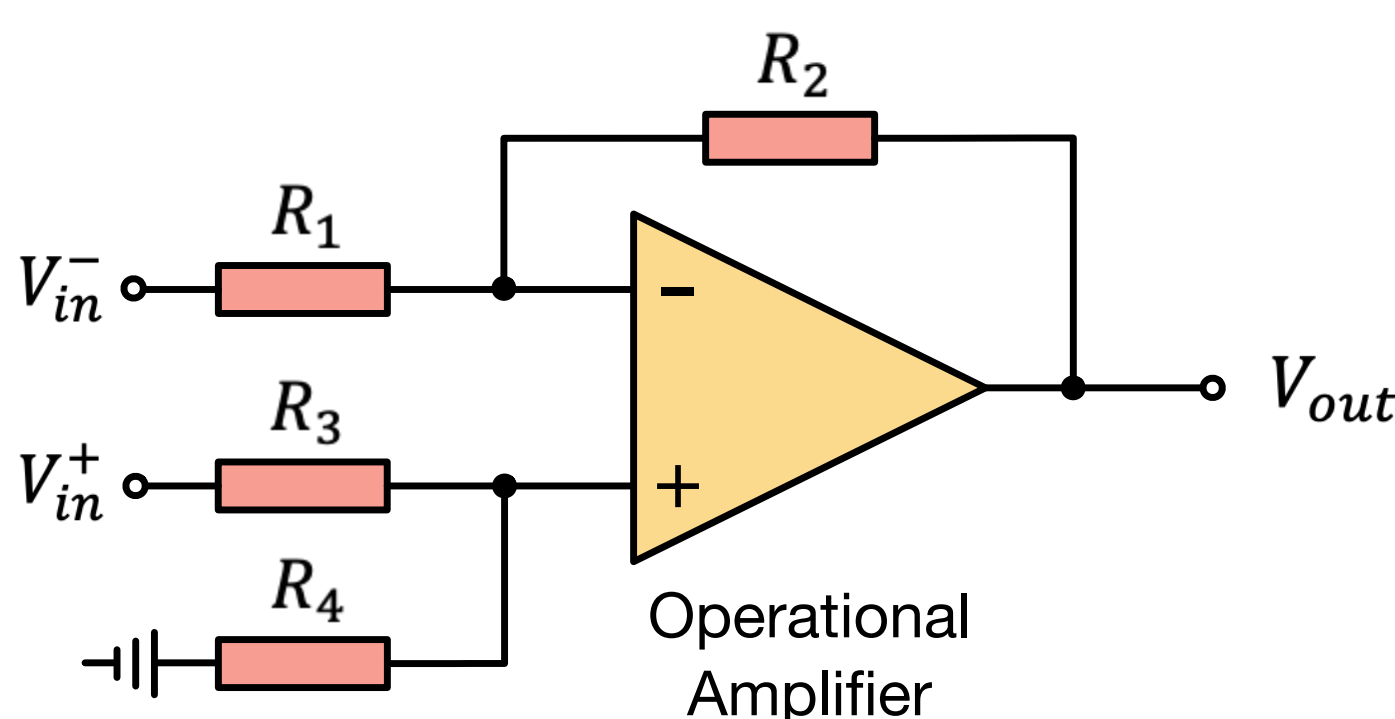 R₂
R₁
V⁻ᵢₙ
-
R₃
V⁺ᵢₙ
+
Vₒᵤₜ
R₄
Operational
Amplifier